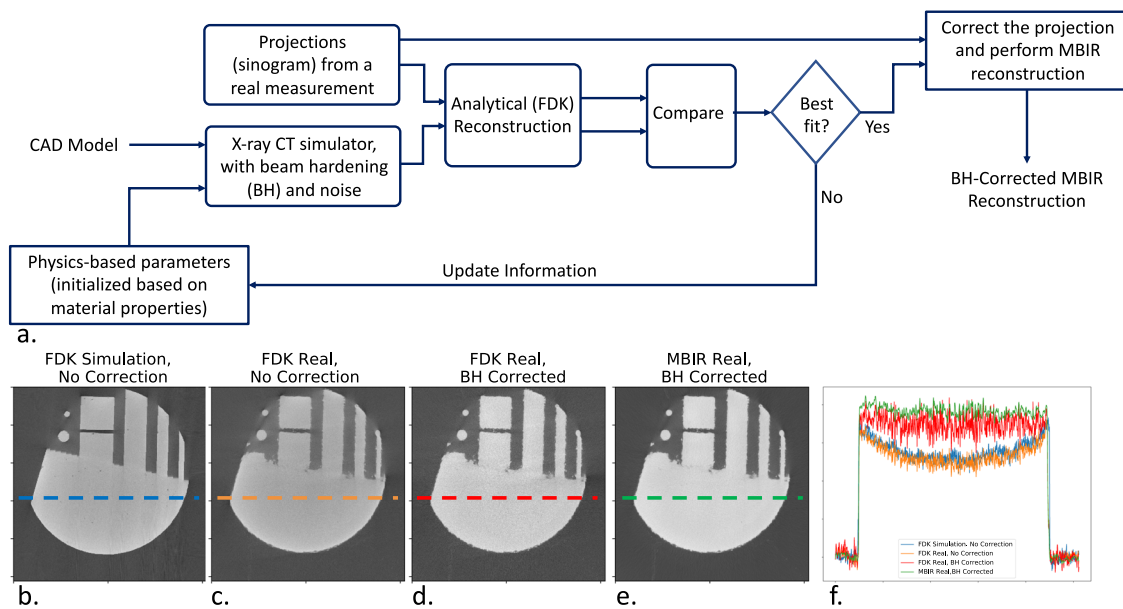 Projections
(sinogram) from a
real measurement
Correct the projection
and perform MBIR
reconstruction
Analytical (FDK)
Reconstruction
Compare
Best
fit?
Yes
CAD Model
X-ray CT simulator,
with beam hardening
(BH) and noise
No
BH-Corrected MBIR
Reconstruction
Physics-based parameters
(initialized based on
material properties)
Update Information
a.
FDK Simulation,
No Correction
FDK Real,
No Correction
FDK Real,
BH Corrected
MBIR Real,
BH Corrected
FDK Simulation, No Correction
FDK Real, No Correction
FDK Real, BH Correction
MBIR Real,BH Corrected
b.
c.
d.
e.
f.